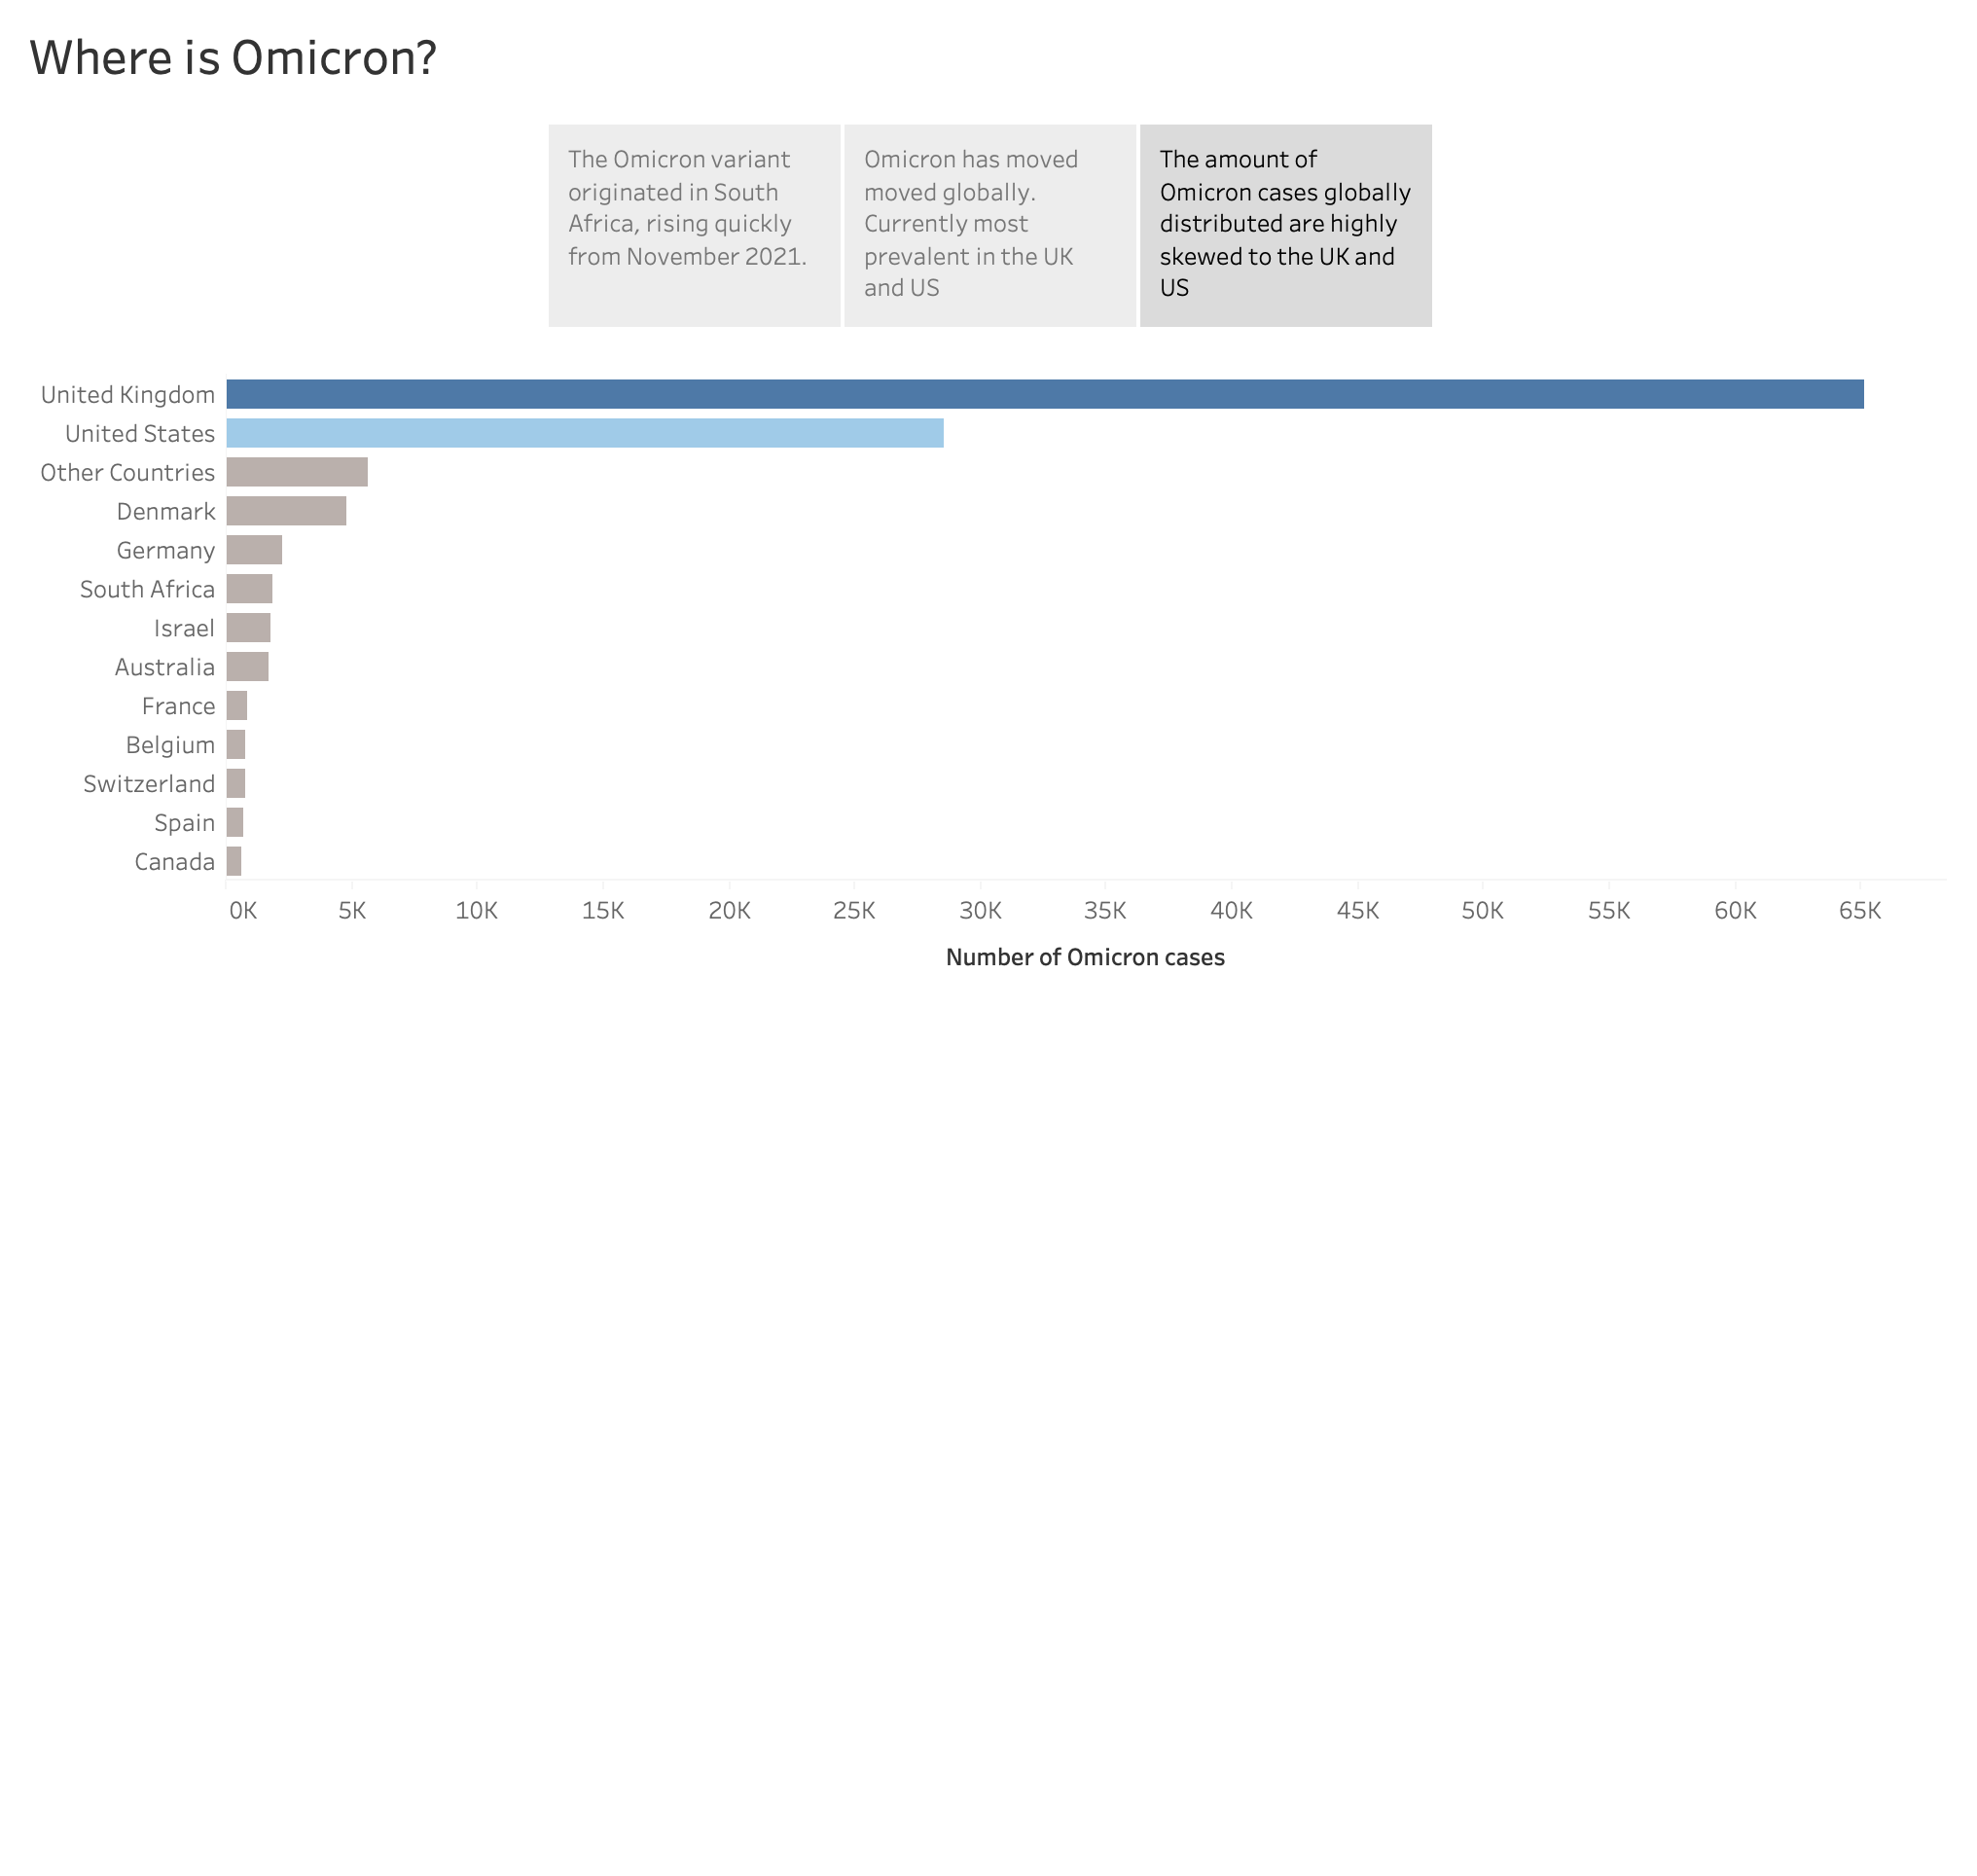 Where is Omicron?
The Omicron variant
originated in South
Africa, rising quickly
from November 2021.
Omicron has moved
moved globally.
Currently most
prevalent in the UK
and US
The amount of
Omicron cases globally
distributed are highly
skewed to the UK and
US
United Kingdom
United States
Other Countries
Denmark
Germany
South Africa
Israel
Australia
France
Belgium
Switzerland
Spain
Canada
0K 5K 10K 15K 20K 25K 30K 35K 40K 45K 50K 55K 60K 65K
Number of Omicron cases